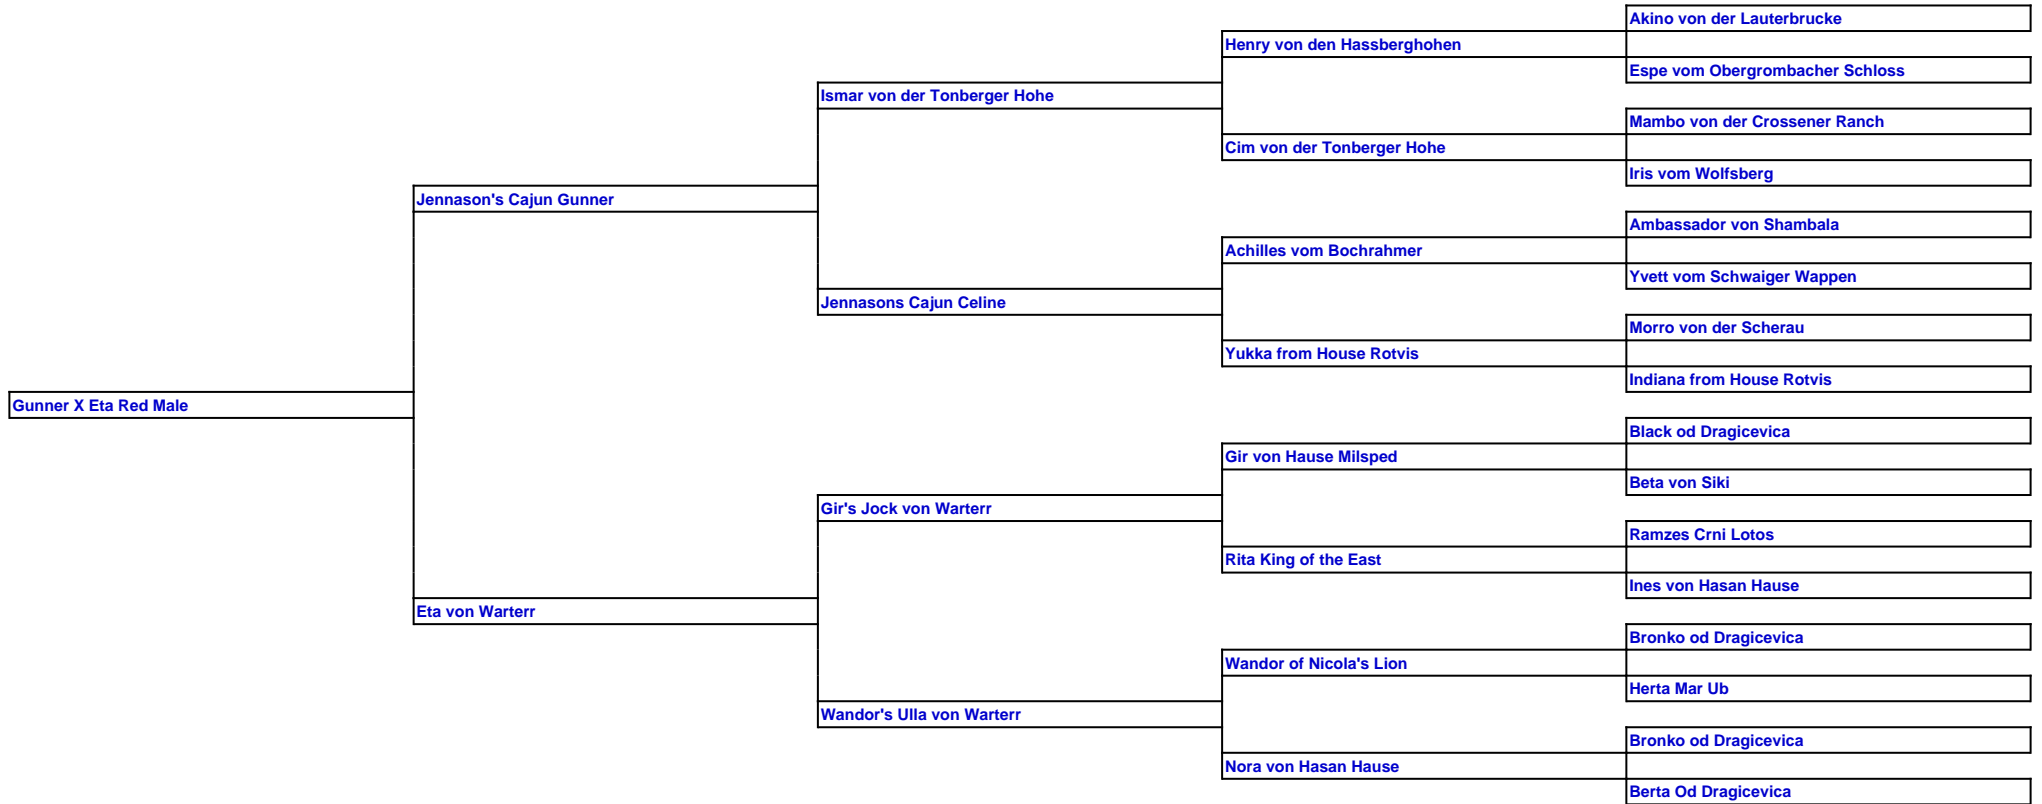 Akino von der Lauterbrucke
Henry von den Hassberghohen
Espe vom Obergrombacher Schloss
Ismar von der Tonberger Hohe
Mambo von der Crossener Ranch
Cim von der Tonberger Hohe
Iris vom Wolfsberg
Jennason's Cajun Gunner
Ambassador von Shambala
Achilles vom Bochrahmer
Yvett vom Schwaiger Wappen
Jennasons Cajun Celine
Morro von der Scherau
Yukka from House Rotvis
Indiana from House Rotvis
Gunner X Eta Red Male
Black od Dragicevica
Gir von Hause Milsped
Beta von Siki
Gir's Jock von Warterr
Ramzes Crni Lotos
Rita King of the East
Ines von Hasan Hause
Eta von Warterr
Bronko od Dragicevica
Wandor of Nicola's Lion
Herta Mar Ub
Wandor's Ulla von Warterr
Bronko od Dragicevica
Nora von Hasan Hause
Berta Od Dragicevica